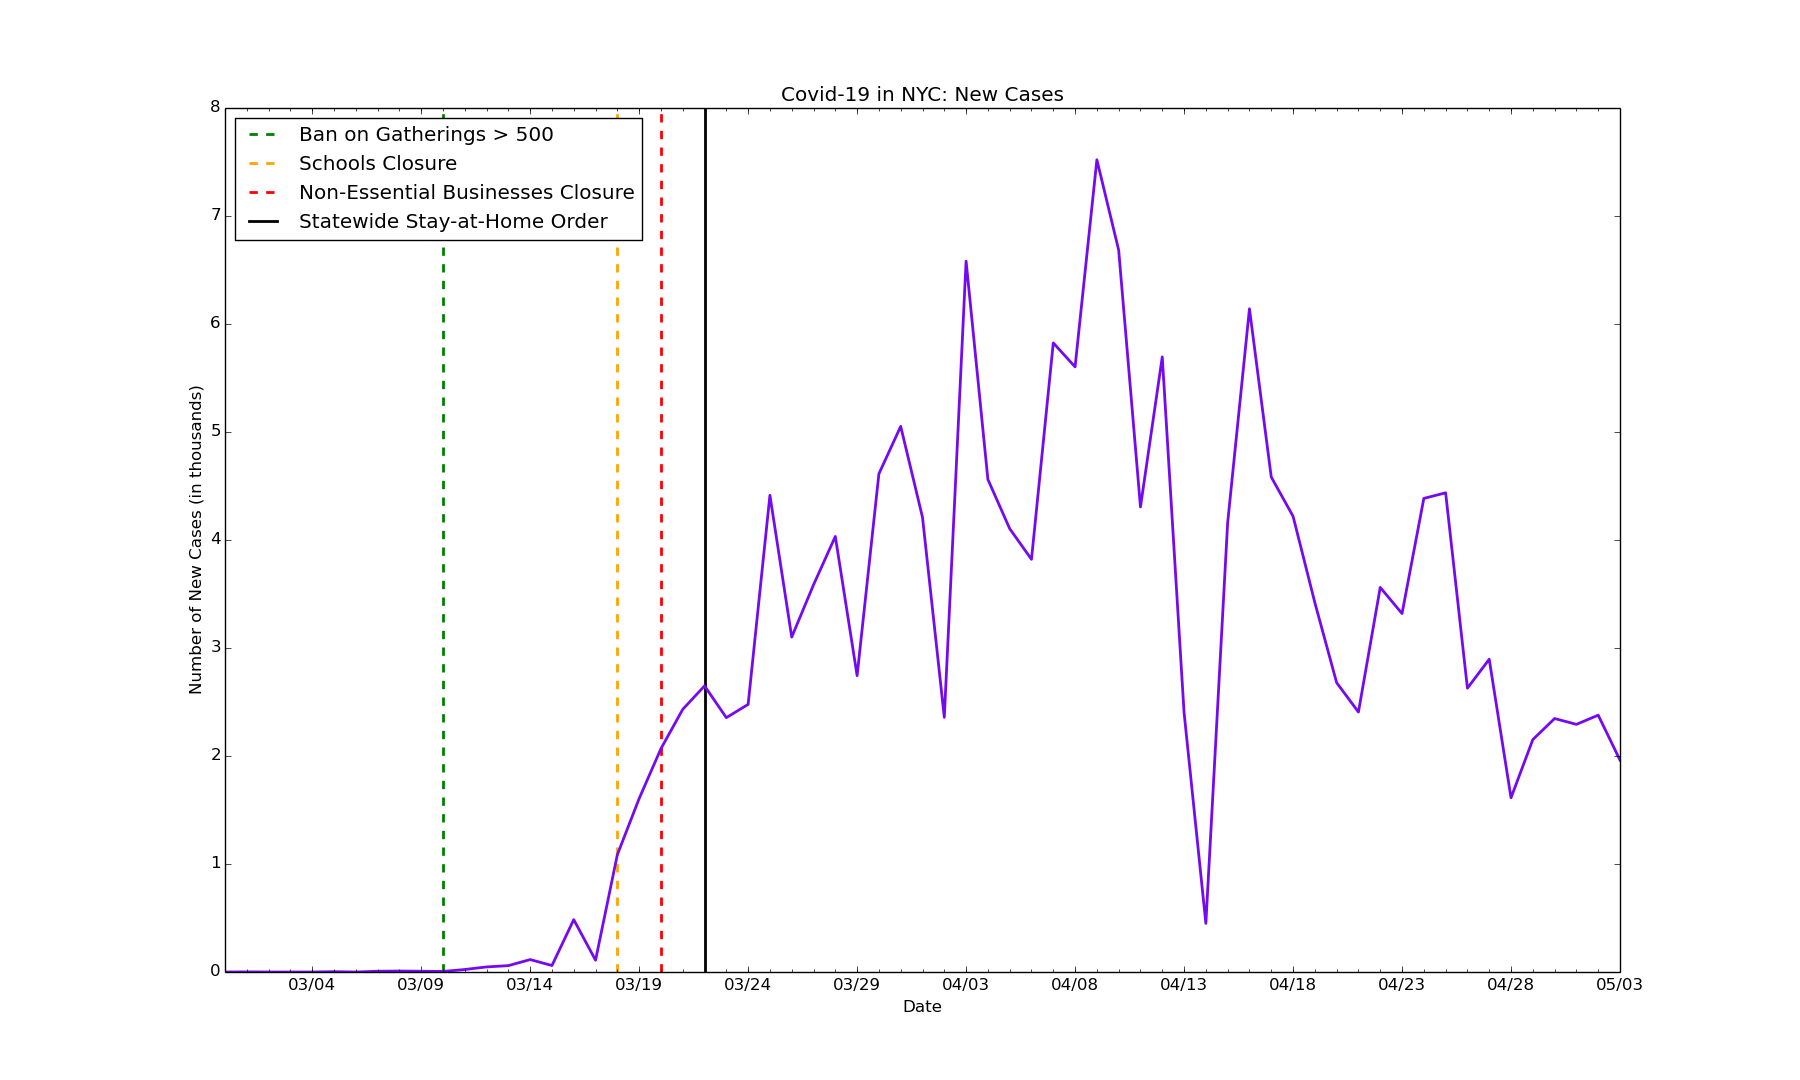 Covid-19 in NYC: New Cases
Ban on Gatherings > 500
Schools Closure
Non-Essential Businesses Closure
Statewide Stay-at-Home Order
Number of New Cases (in thousands)
8
7
6
5
4
3
2
1
0
03/04 03/09 03/14 03/19 03/24 03/29 04/03 04/08 04/13 04/18 04/23 04/28 05/03
Date